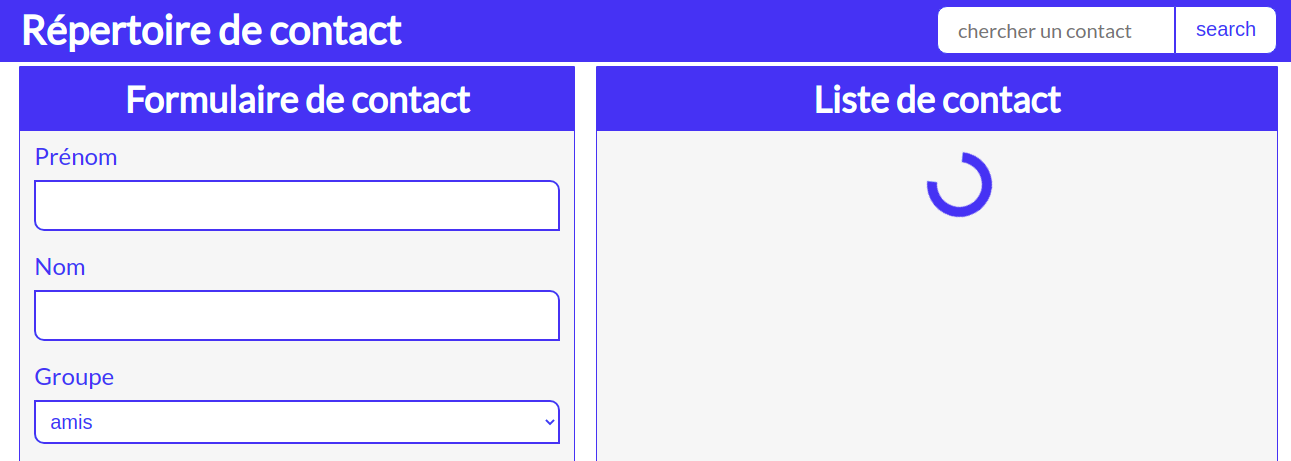 Répertoire de contact
chercher un contact
search
Formulaire de contact
Liste de contact
Prénom
Nom
Groupe
amis